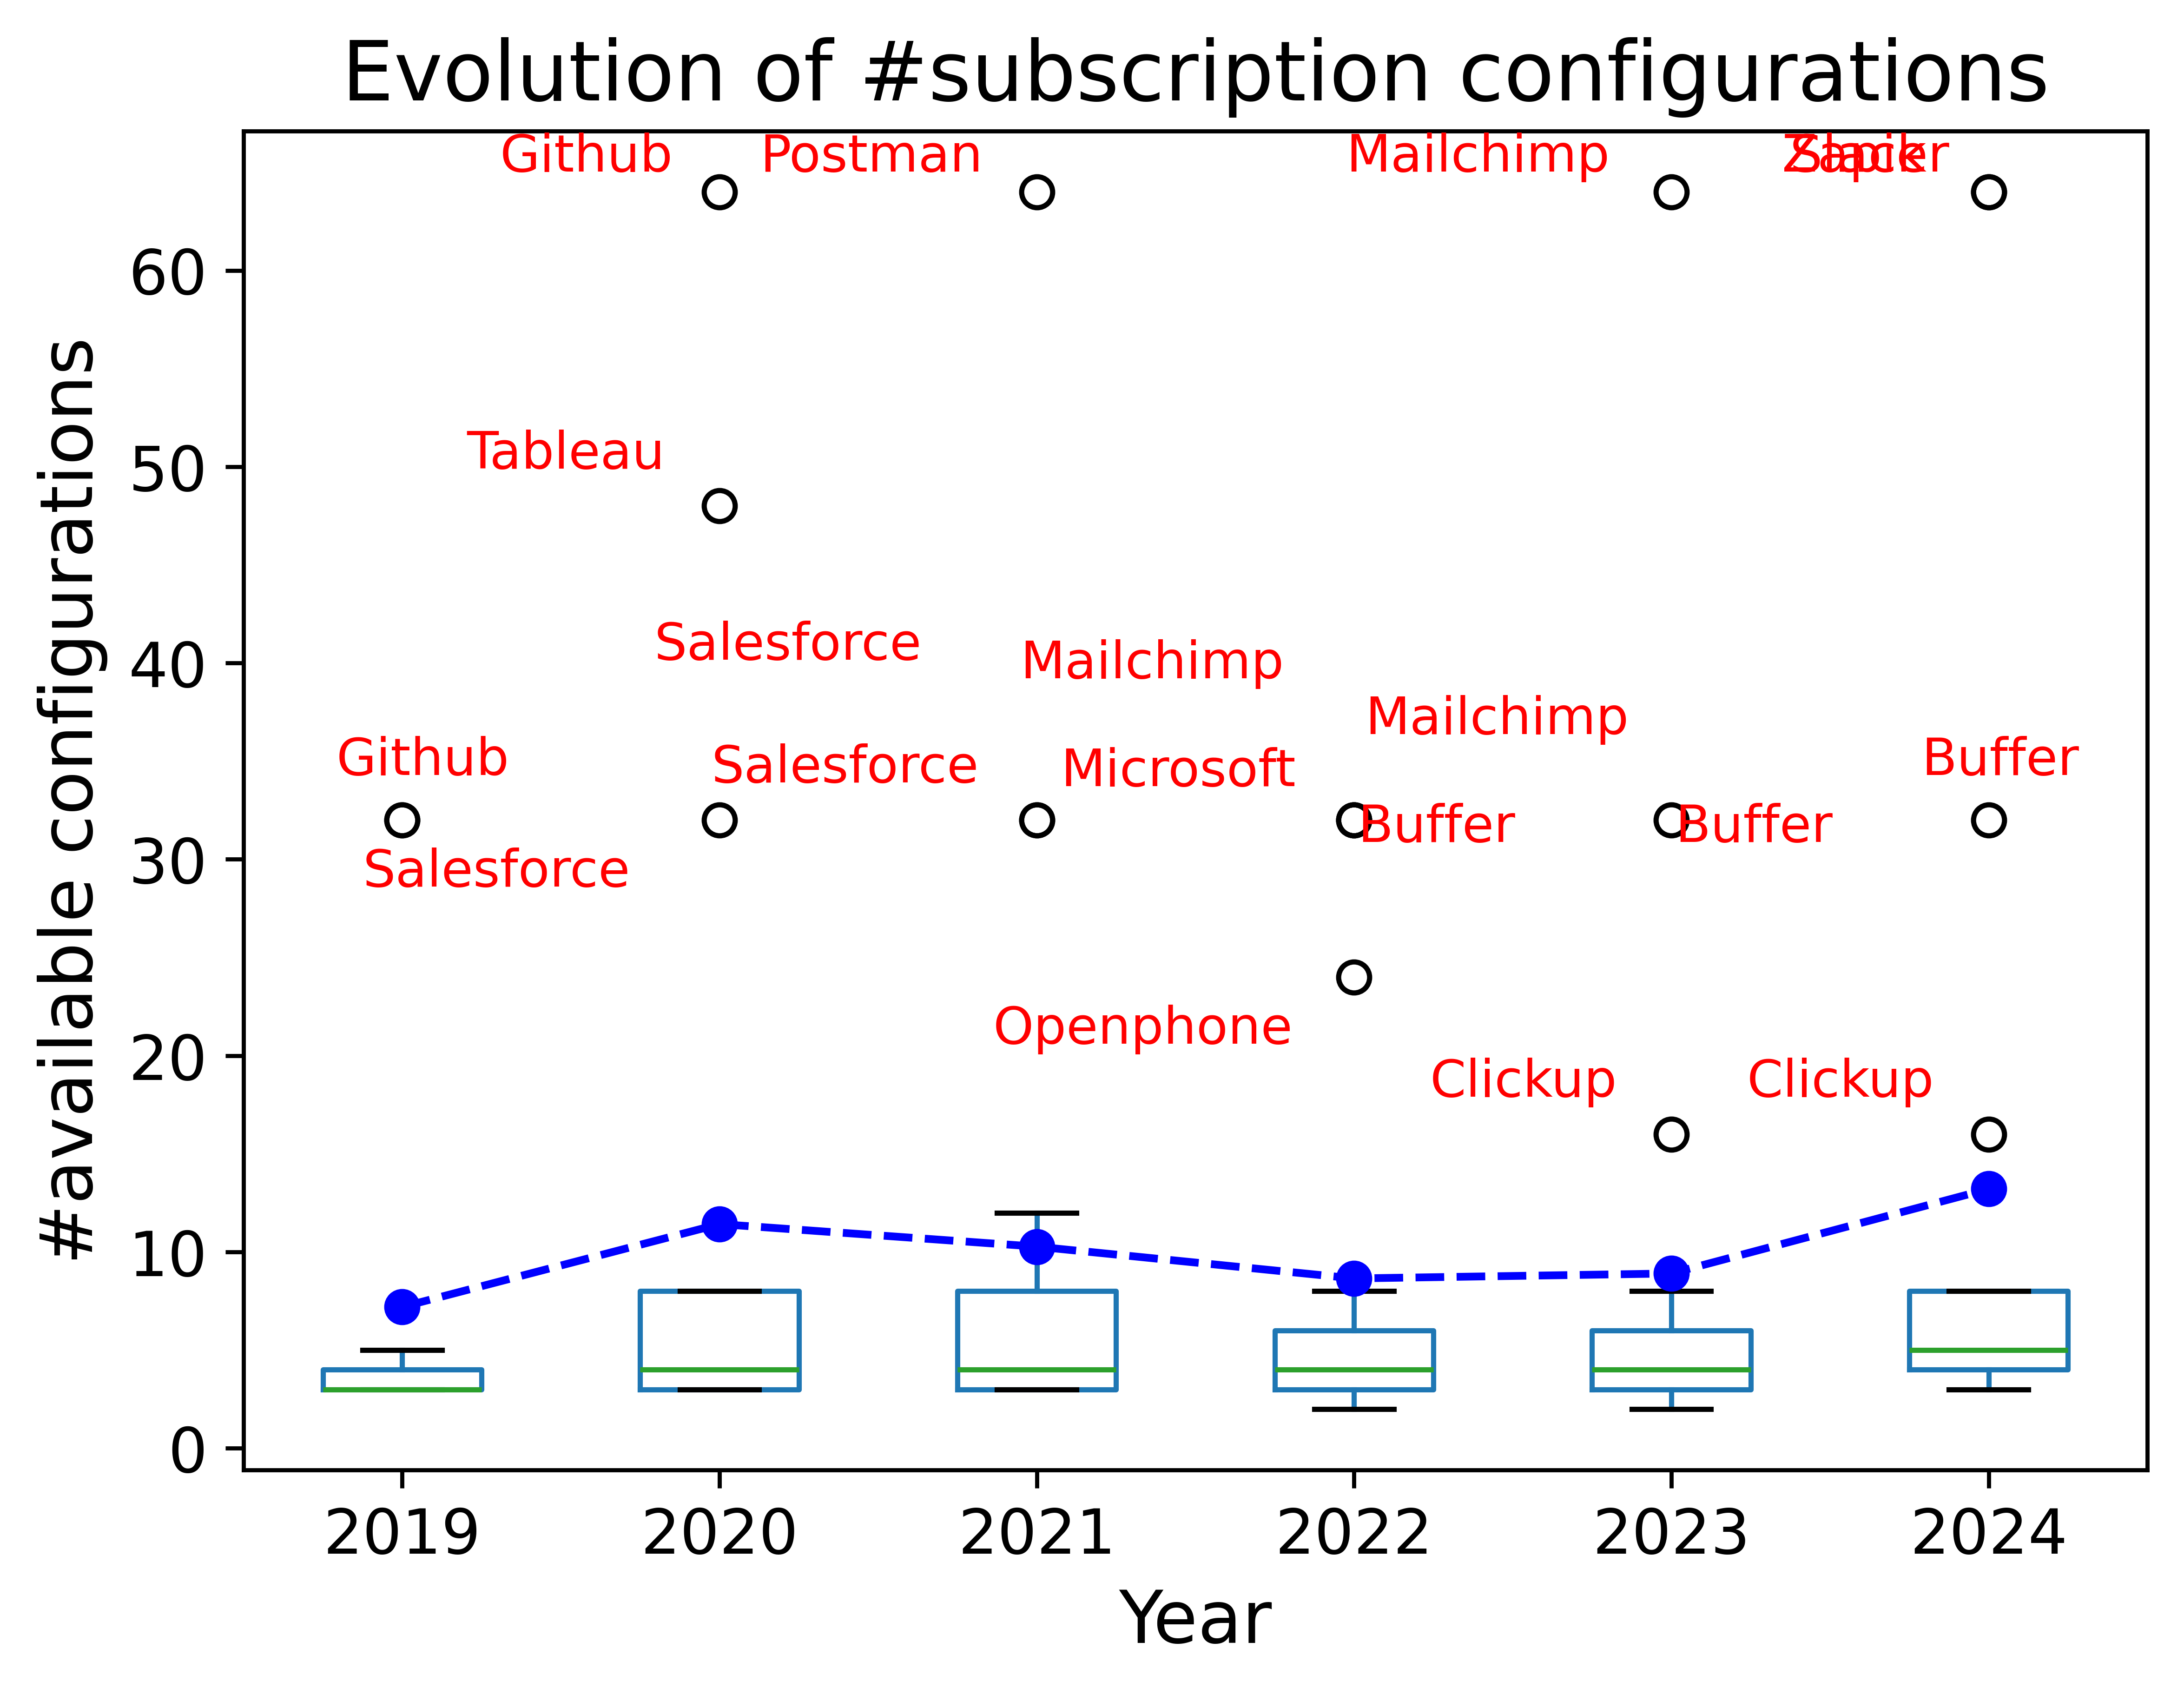 Evolution of #subscription configurations
Github
Postman
Mailchimp
Zapier
Slack
Tableau
Salesforce
Mailchimp
Mailchimp
Github
Salesforce
Microsoft
Buffer
Buffer
Buffer
Salesforce
Openphone
Clickup
Clickup
#available configurations
60
50
40
30
20
10
0
2019 2020 2021 2022 2023 2024
Year